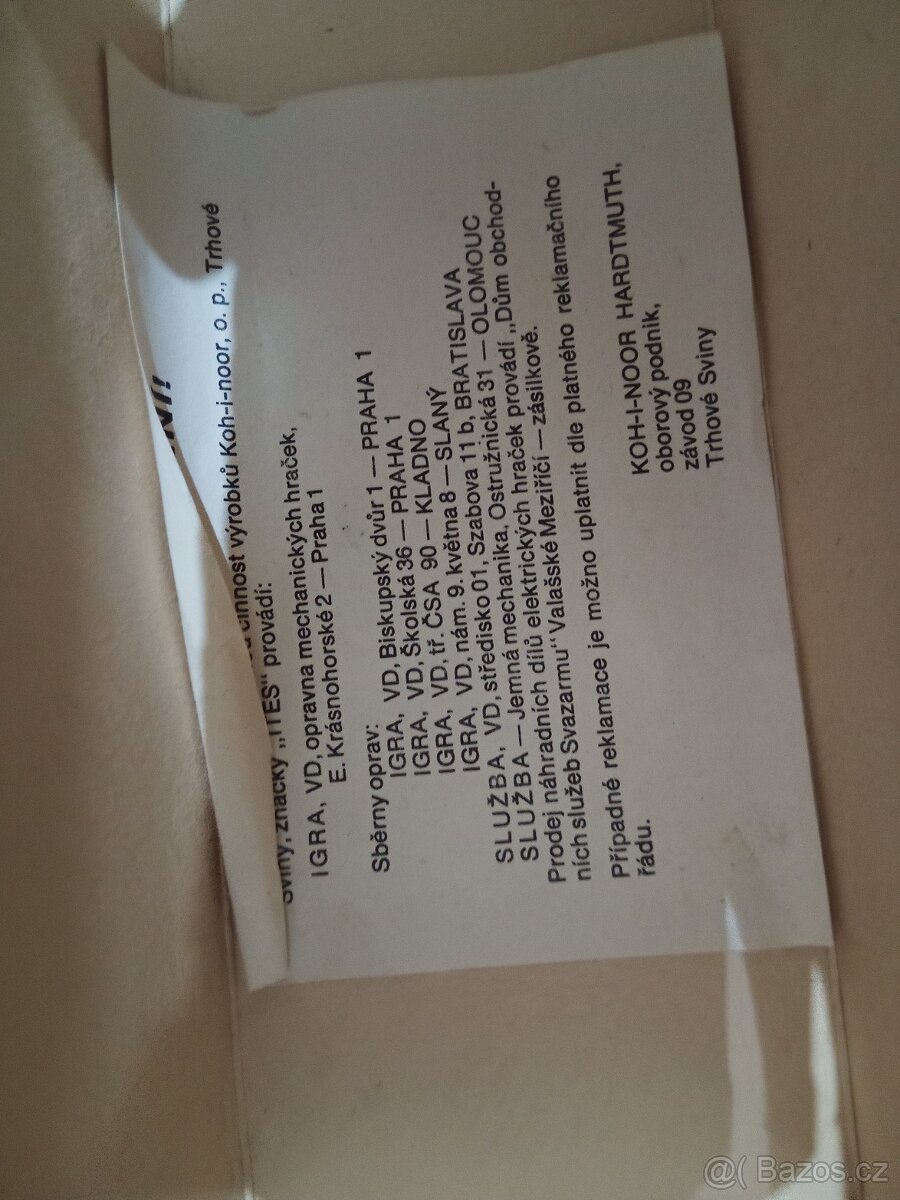 NÍ!
činnost výrobků Koh-i-noor, o. p., Trhové
Sviny, značky „ITES“ provádí:
IGRA, VD, opravna mechanických hraček,
E. Krásnohorské 2 — Praha 1
Sběrny oprav:
IGRA, VD, Biskupský dvůr 1 — PRAHA 1
IGRA, VD, Školská 36 — PRAHA 1
IGRA, VD, tř. ČSA 90 — KLADNO
IGRA, VD, nám. 9. května 8 — SLANÝ
SLUŽBA, VD, středisko 01, Szabova 11 b, BRATISLAVA
SLUŽBA — Jemná mechanika, Ostružnická 31 — OLOMOUC
Prodej náhradních dílů elektrických hraček provádí „Dům obchod-
ních služeb Svazarmu“ Valašské Meziříčí — zásilkově.
Případné reklamace je možno uplatnit dle platného reklamačního
řádu.
KOH-I-NOOR HARDTMUTH,
oborový podnik,
závod 09
Trhové Sviny
@( Bazos.cz